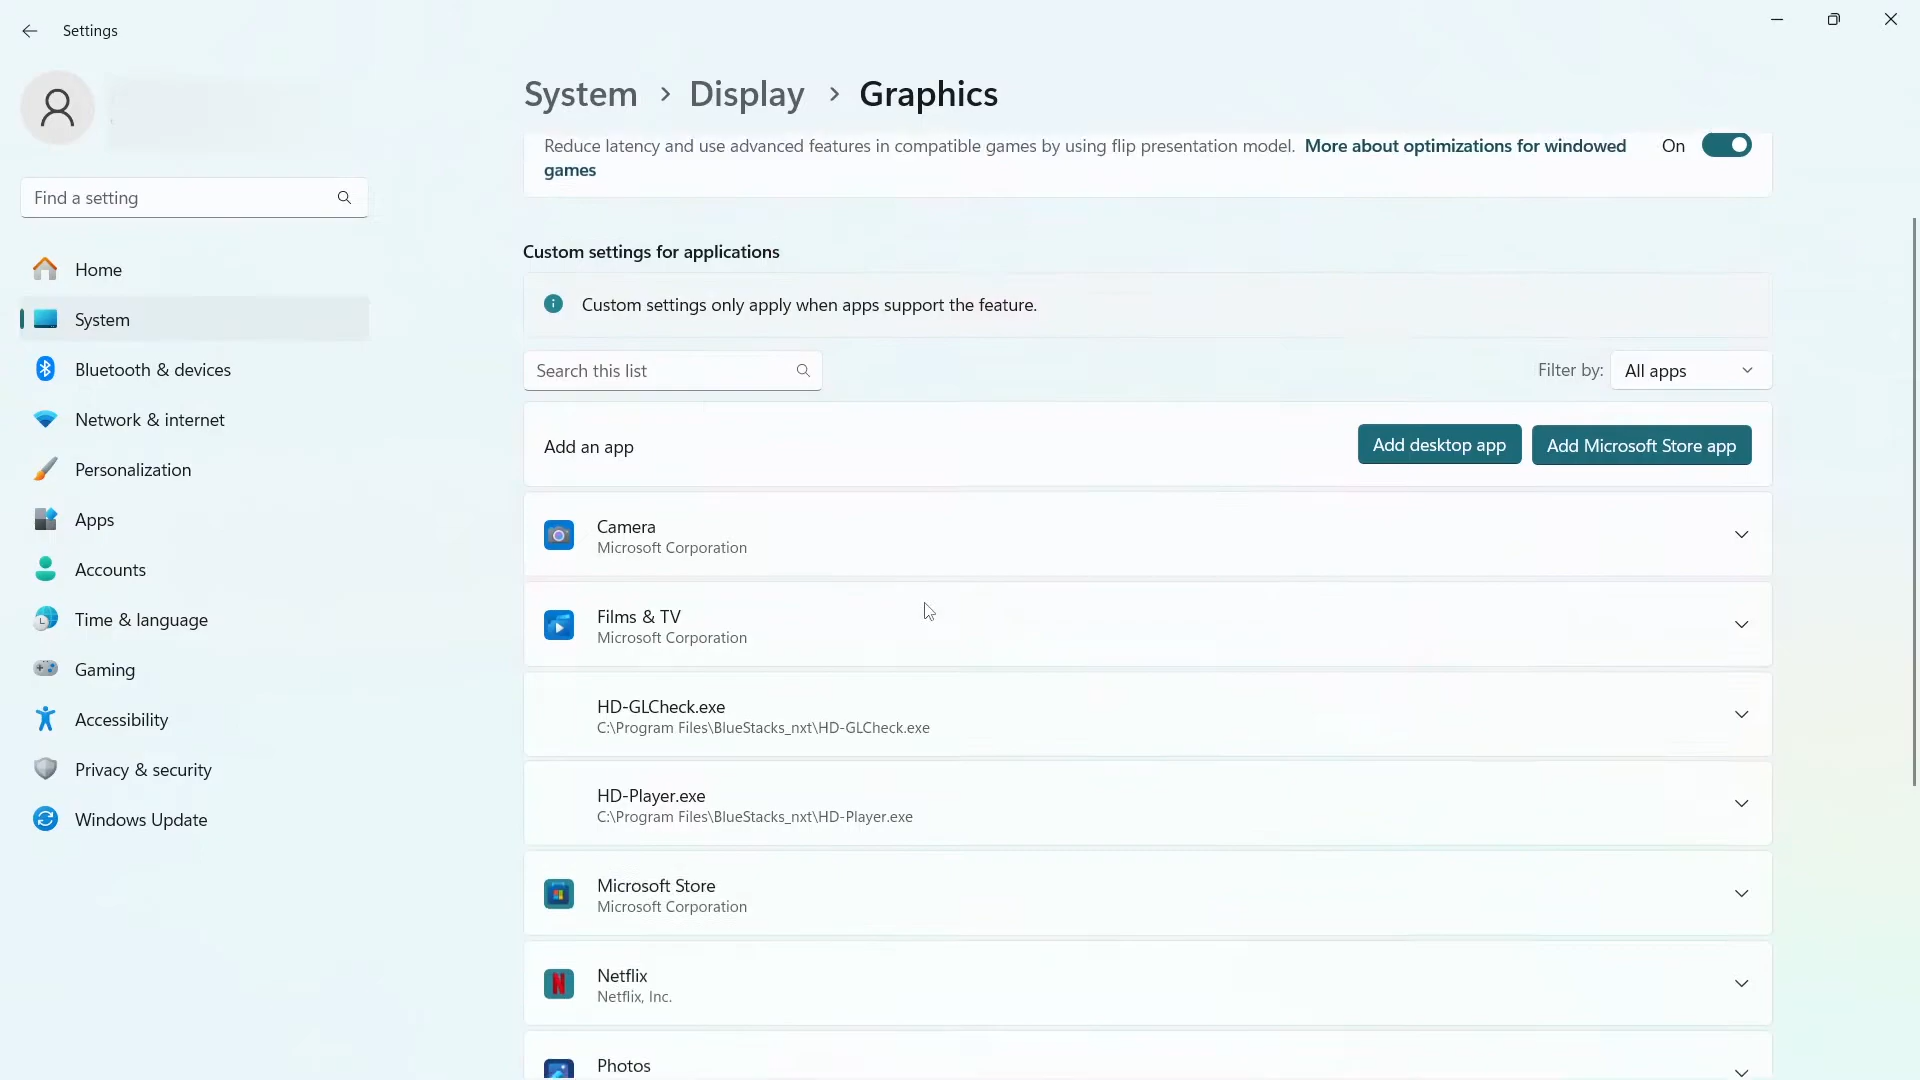 Settings
System > Display > Graphics
Find a setting
Home
System
Bluetooth & devices
Network & internet
Personalization
Apps
Accounts
Time & language
Gaming
Accessibility
Privacy & security
Windows Update
Reduce latency and use advanced features in compatible games by using flip presentation model. More about optimizations for windowed
games
On
Custom settings for applications
Custom settings only apply when apps support the feature.
Search this list
Filter by: All apps
Add an app
Add desktop app
Add Microsoft Store app
Camera
Microsoft Corporation
Films & TV
Microsoft Corporation
HD-GLCheck.exe
C:\Program Files\BlueStacks_nxt\HD-GLCheck.exe
HD-Player.exe
C:\Program Files\BlueStacks_nxt\HD-Player.exe
Microsoft Store
Microsoft Corporation
Netflix
Netflix, Inc.
Photos